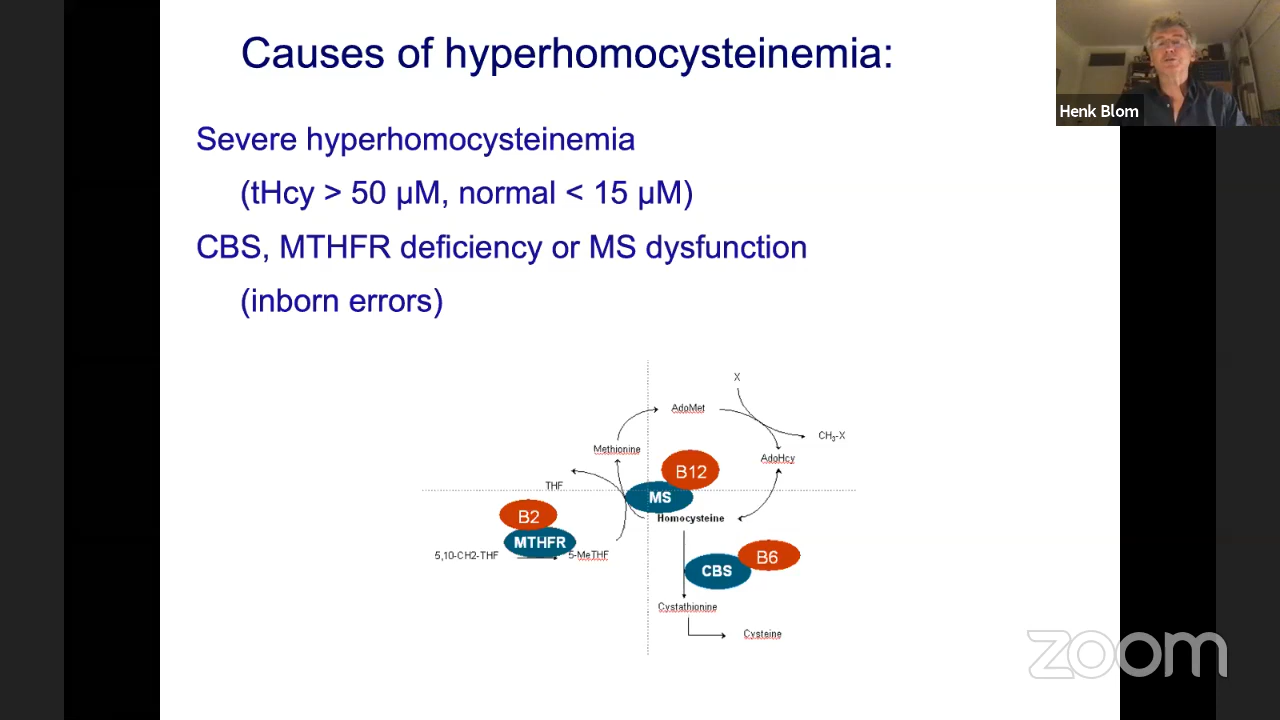 Causes of hyperhomocysteinemia:
Henk Blom
Severe hyperhomocysteinemia
(tHcy > 50 µM, normal < 15 µM)
CBS, MTHFR deficiency or MS dysfunction
(inborn errors)
X
AdoMet
CH3-X
Methionine
AdoHcy
B12
THF
MS
B2
Homocysteine
MTHFR
5,10-CH2-THF
5-MeTHF
B6
CBS
Cystathionine
Cysteine
zoom